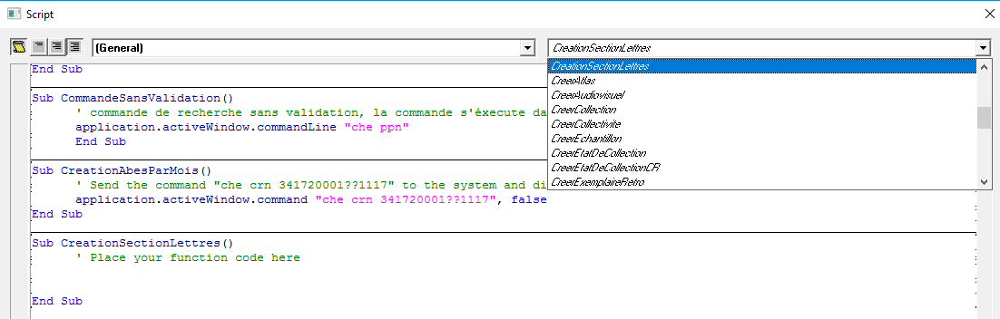 Script
(General)
CreationSectionLettres
CreationSectionLettres
CreerAtlas
CreerAudiovisuel
CreerCollection
CreerCollectivite
CreerEchantillon
CreerEtatDeCollection
CreerEtatDeCollectionCR
CreerExemplaireRetro
End Sub
Sub CommandeSansValidation()
' commande de recherche sans validation, la commande s'éxecute da
application.activeWindow.commandLine "che ppn"
End Sub
Sub CreationAbesParMois()
' Send the command "che crn 341720001??1117" to the system and di
application.activeWindow.command "che crn 341720001??1117", false
End Sub
Sub CreationSectionLettres()
' Place your function code here
End Sub